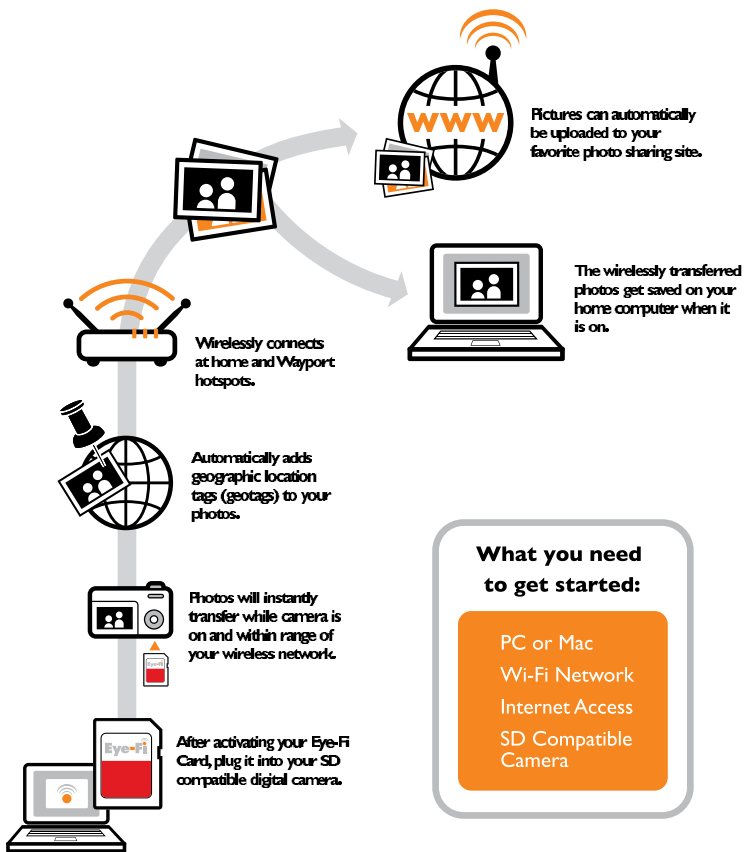 WWW
Pictures can automatically
be uploaded to your
favorite photo sharing site.
The wirelessly transferred
photos get saved on your
home computer when it
is on.
Wirelessly connects
at home and Wayport
hotspots.
Automatically adds
geographic location
tags (geotags) to your
photos.
Photos will instantly
transfer while camera is
on and within range of
your wireless network.
Eye-Fi
Eye-Fi
After activating your Eye-Fi
Card, plug it into your SD
compatible digital camera.
What you need
to get started:
PC or Mac
Wi-Fi Network
Internet Access
SD Compatible
Camera